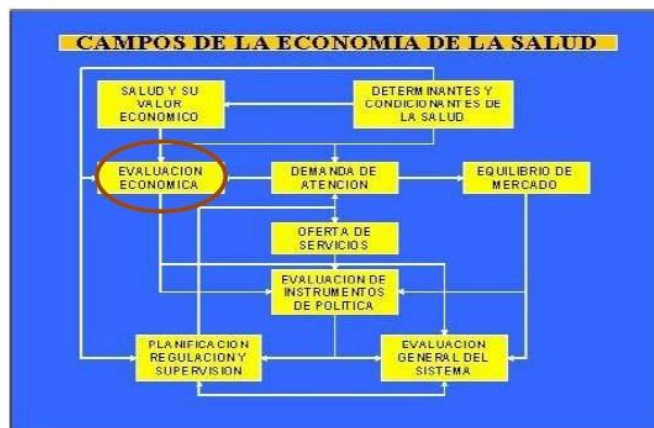 CAMPOS DE LA ECONOMIA DE LA SALUD
SALUD Y SU
VALOR
ECONOMICO
DETERMINANTES Y
CONDICIONANTES DE
LA SALUD
EVALUACION
ECONOMICA
DEMANDA DE
ATENCION
EQUILIBRIO DE
MERCADO
OFERTA DE
SERVICIOS
EVALUACION DE
INSTRUMENTOS
DE POLITICA
PLANIFICACION
REGULACION Y
SUPERVISION
EVALUACION
GENERAL DEL
SISTEMA